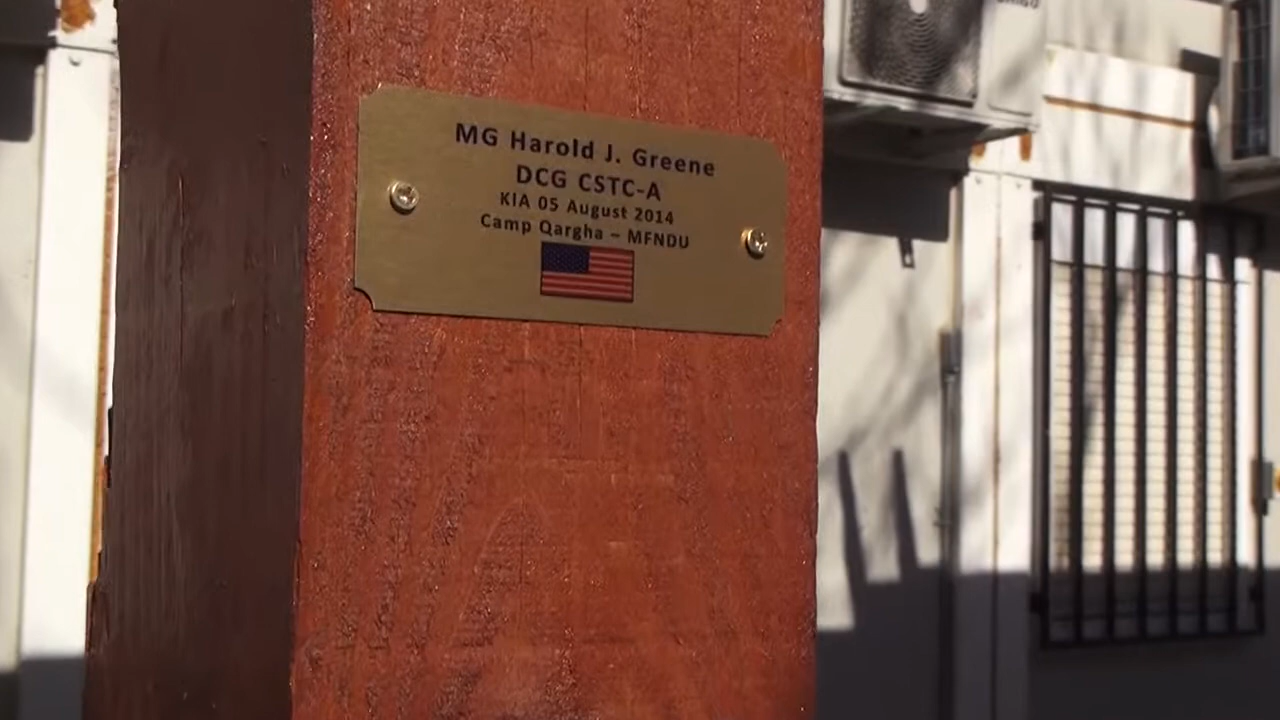 MG Harold J. Greene
DCG CSTC-A
KIA 05 August 2014
Camp Qargha – MFNDU